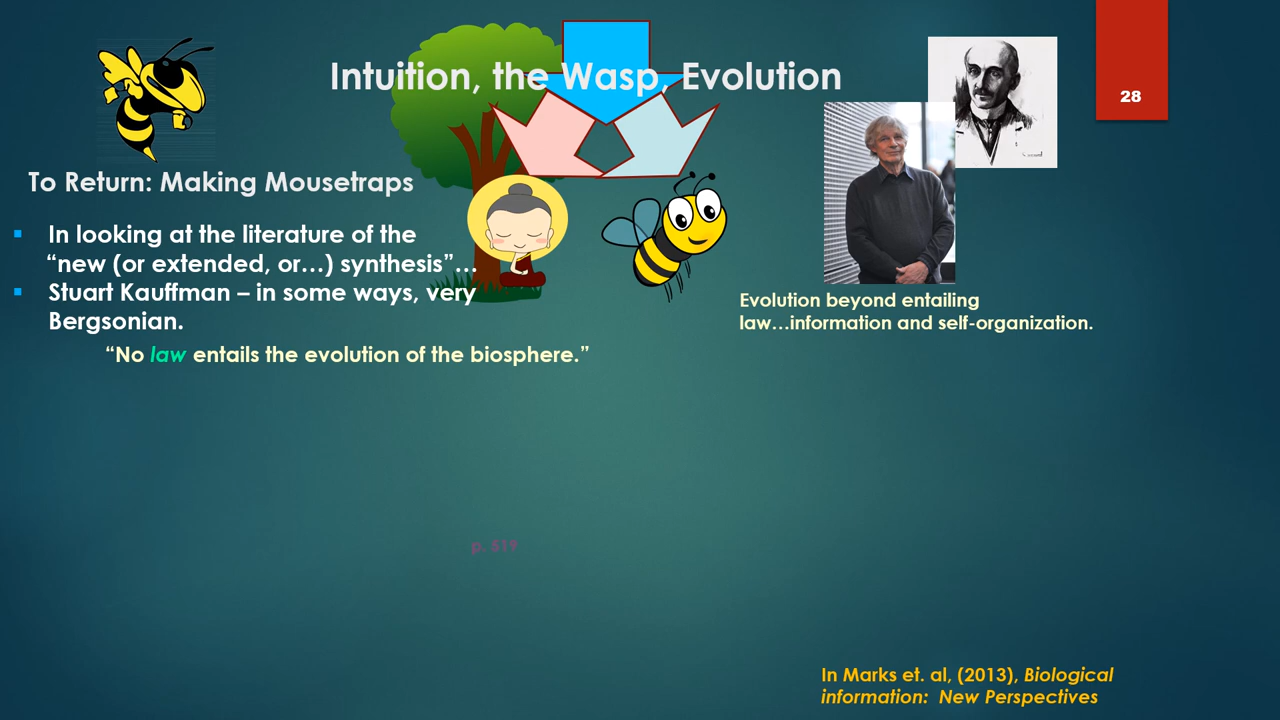 Intuition, the Wasp, Evolution
28
To Return: Making Mousetraps
▪ In looking at the literature of the
“new (or extended, or…) synthesis”…
▪ Stuart Kauffman – in some ways, very
Bergsonian.
“No law entails the evolution of the biosphere.”
Evolution beyond entailing
law…information and self-organization.
p. 519
In Marks et. al, (2013), Biological
information: New Perspectives